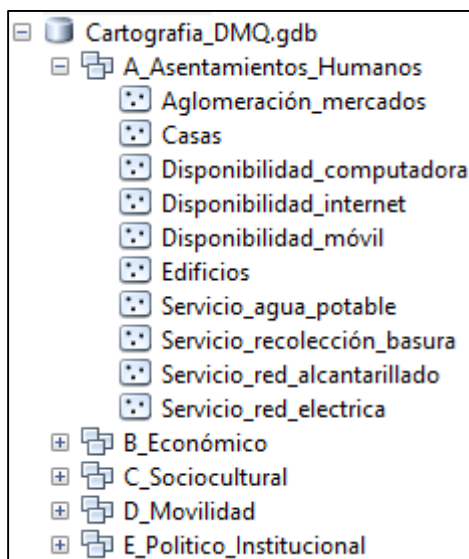 Cartografia_DMQ.gdb
A_Asentamientos_Humanos
Aglomeración_mercados
Casas
Disponibilidad_computadora
Disponibilidad_internet
Disponibilidad_móvil
Edificios
Servicio_agua_potable
Servicio_recolección_basura
Servicio_red_alcantarillado
Servicio_red_electrica
B_Económico
C_Sociocultural
D_Movilidad
E_Politico_Institucional